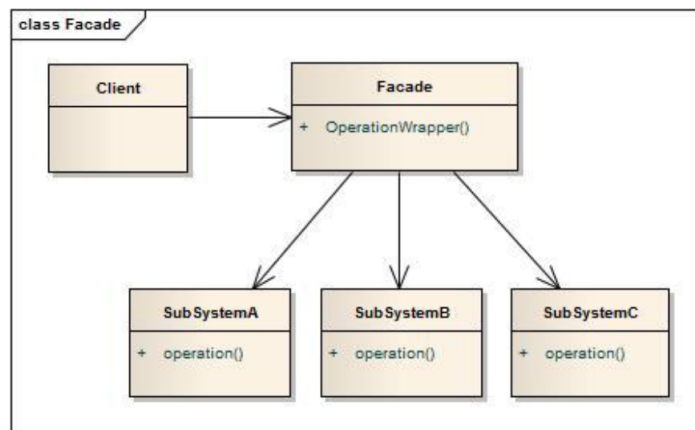 class Facade
Client
Facade
+ OperationWrapper()
SubSystemA
+ operation()
SubSystemB
+ operation()
SubSystemC
+ operation()